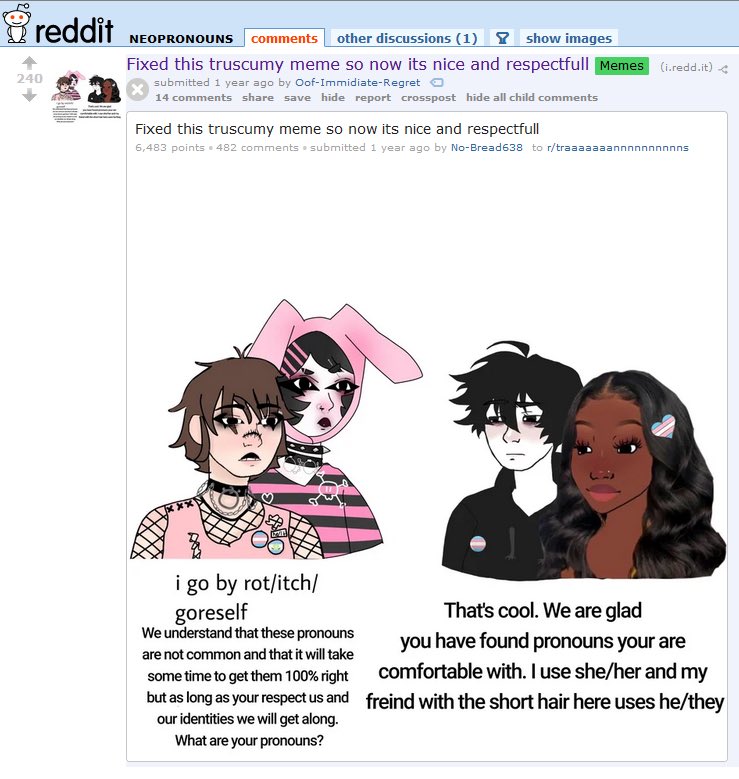 reddit NEOPRONOUNS comments other discussions (1) show images
240
Fixed this truscumy meme so now its nice and respectfull Memes (i.redd.it)
submitted 1 year ago by Oof-Immidiate-Regret
14 comments share save hide report crosspost hide all child comments
Fixed this truscumy meme so now its nice and respectfull
6,483 points • 482 comments • submitted 1 year ago by No-Bread638 to r/traaaaaaannnnnnnnnns
i go by rot/itch/
goreself
We understand that these pronouns
are not common and that it will take
some time to get them 100% right
but as long as your respect us and
our identities we will get along.
What are your pronouns?
That's cool. We are glad
you have found pronouns your are
comfortable with. I use she/her and my
freind with the short hair here uses he/they